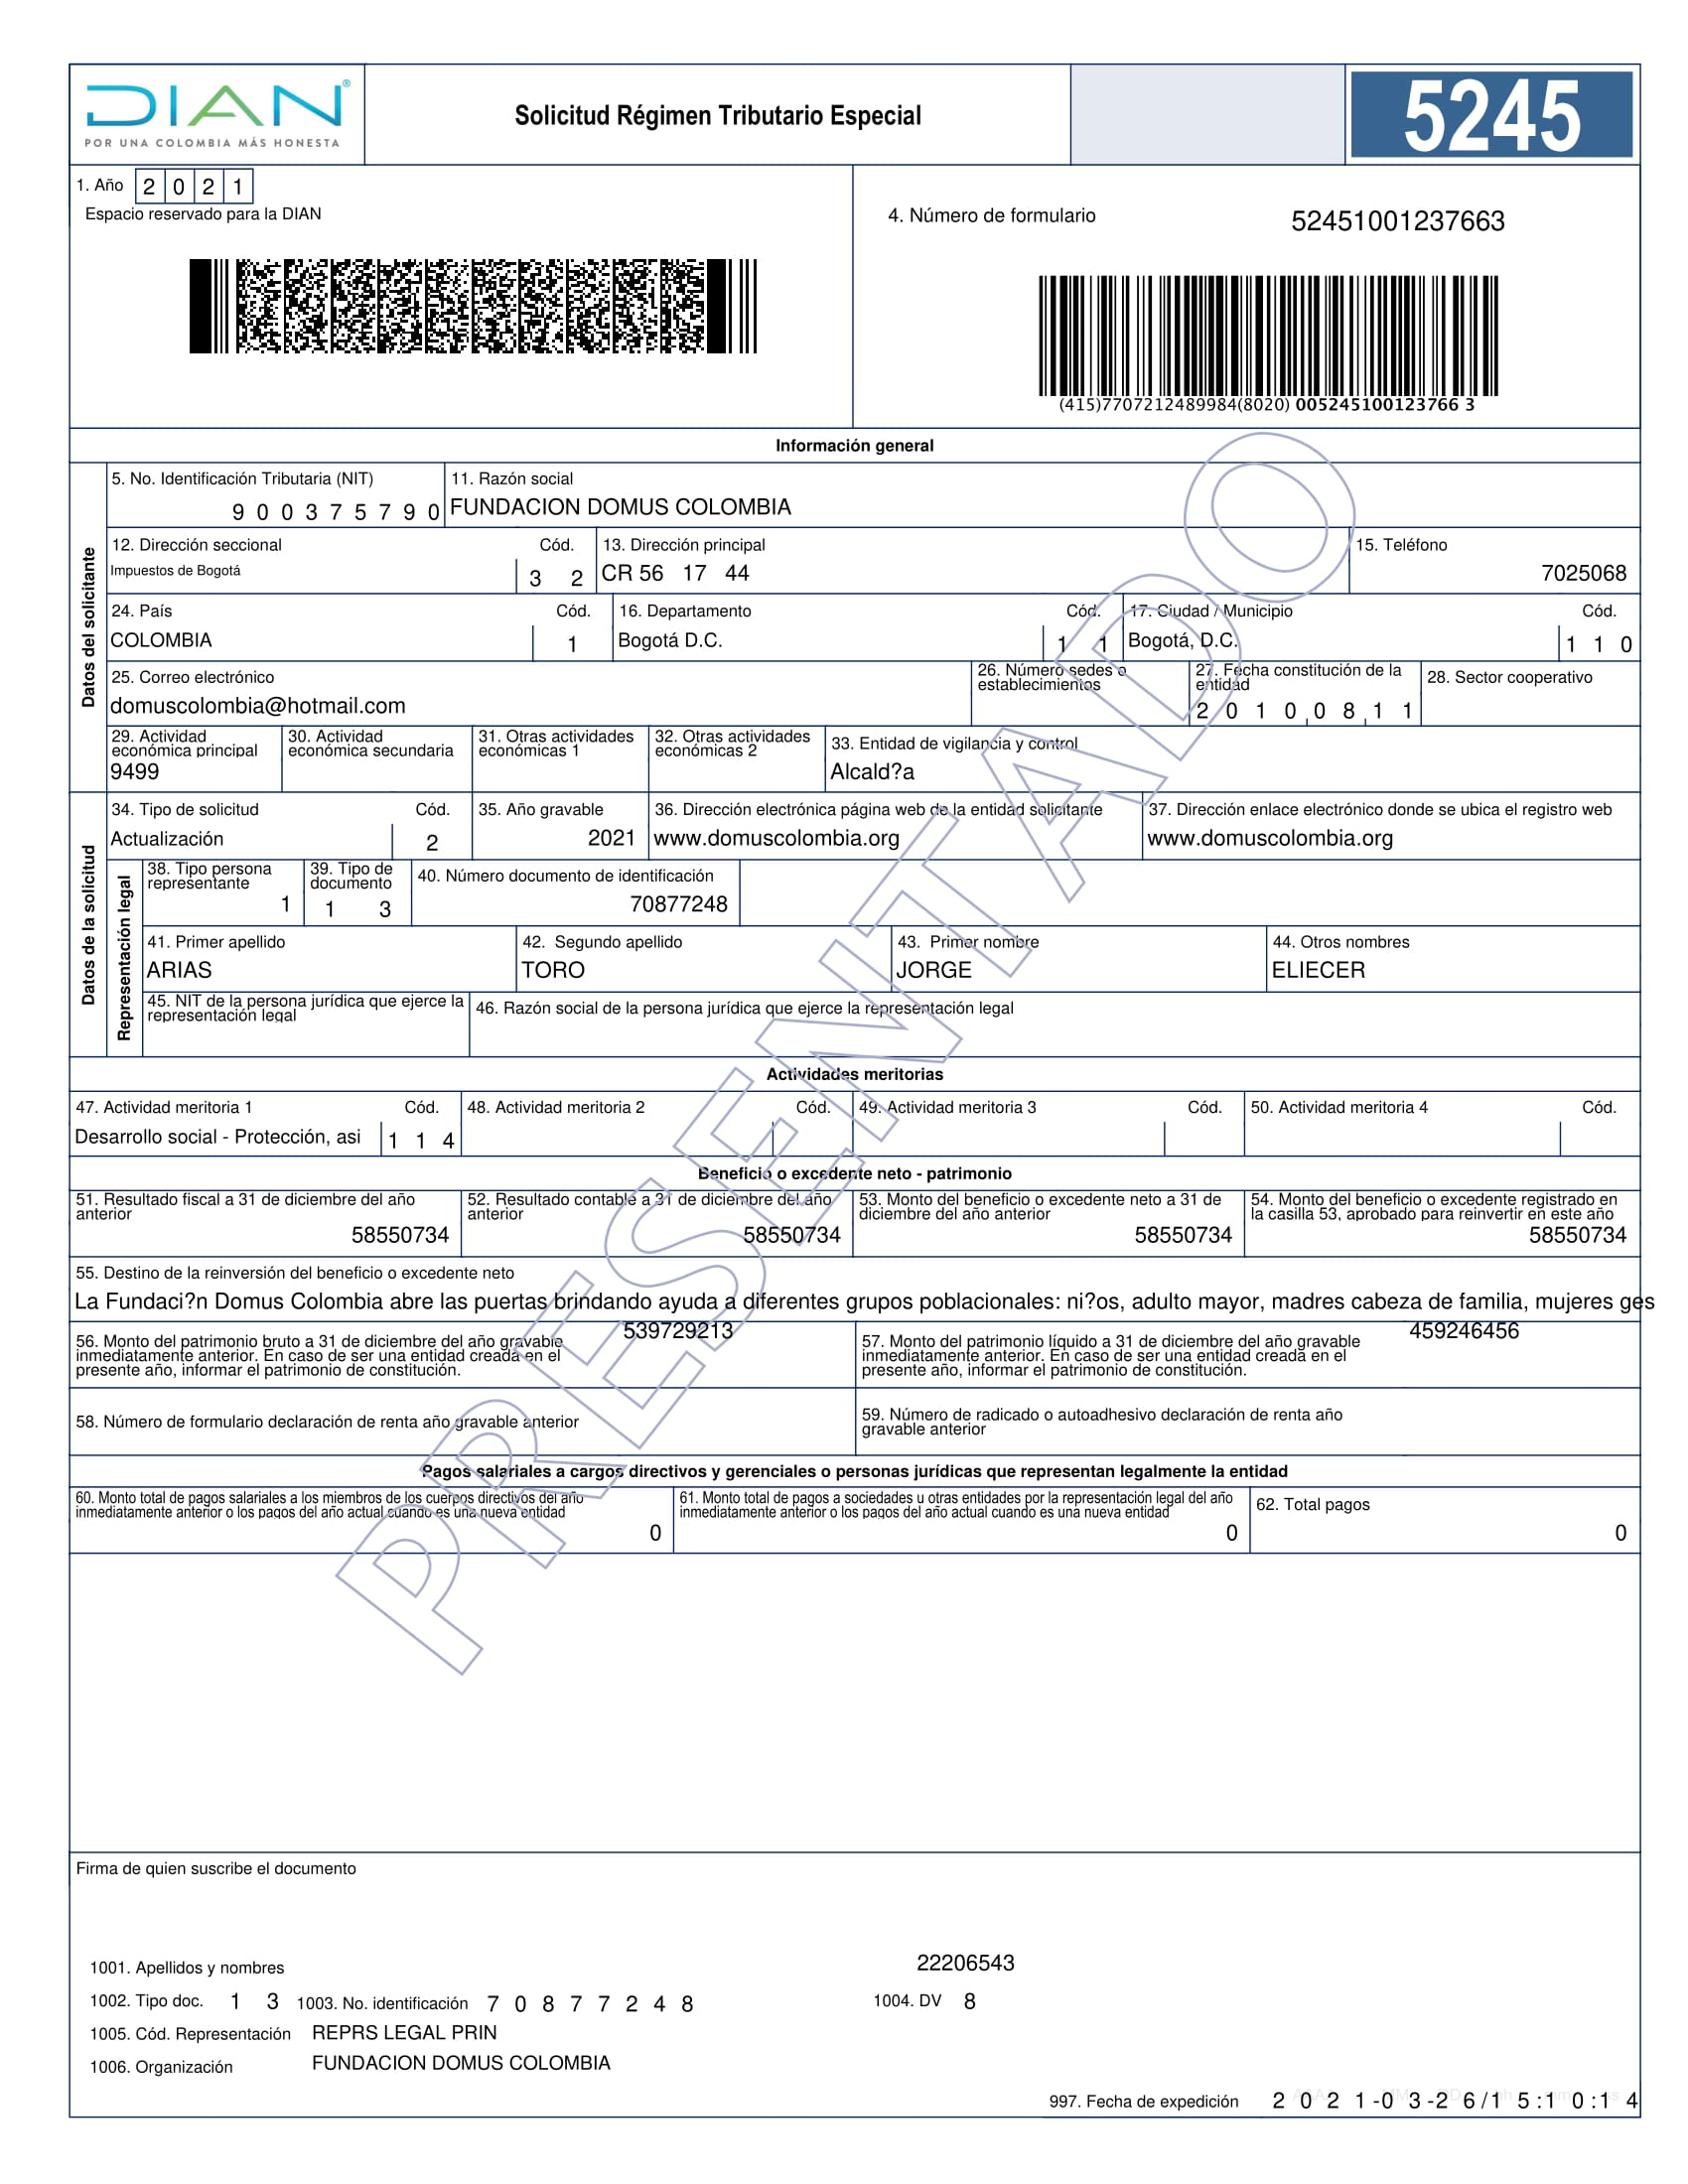 DIAN®
POR UNA COLOMBIA MÁS HONESTA
Solicitud Régimen Tributario Especial
5245
1. Año 2 0 2 1
Espacio reservado para la DIAN
4. Número de formulario 52451001237663
(415)7707212489984(8020) 005245100123766 3
Información general
Datos del solicitante
5. No. Identificación Tributaria (NIT) 11. Razón social
9 0 0 3 7 5 7 9 0 FUNDACION DOMUS COLOMBIA
12. Dirección seccional Cód. 13. Dirección principal 15. Teléfono
Impuestos de Bogotá 3 2 CR 56 17 44 7025068
24. País Cód. 16. Departamento Cód. 17. Ciudad / Municipio Cód.
COLOMBIA 1 Bogotá D.C. 1 1 Bogotá, D.C. 1 1 0
25. Correo electrónico 26. Número sedes o establecimientos 27. Fecha constitución de la entidad 28. Sector cooperativo
domuscolombia@hotmail.com 2 0 1 0 0 8 1 1
29. Actividad económica principal 30. Actividad económica secundaria 31. Otras actividades económicas 1 32. Otras actividades económicas 2 33. Entidad de vigilancia y control
9499 Alcald?a
Datos de la solicitud
34. Tipo de solicitud Cód. 35. Año gravable 36. Dirección electrónica página web de la entidad solicitante 37. Dirección enlace electrónico donde se ubica el registro web
Actualización 2 2021 www.domuscolombia.org www.domuscolombia.org
Representación legal
38. Tipo persona representante 39. Tipo de documento 40. Número documento de identificación
1 1 3 70877248
41. Primer apellido 42. Segundo apellido 43. Primer nombre 44. Otros nombres
ARIAS TORO JORGE ELIECER
45. NIT de la persona jurídica que ejerce la representación legal 46. Razón social de la persona jurídica que ejerce la representación legal
Actividades meritorias
47. Actividad meritoria 1 Cód. 48. Actividad meritoria 2 Cód. 49. Actividad meritoria 3 Cód. 50. Actividad meritoria 4 Cód.
Desarrollo social - Protección, asi 1 1 4
Beneficio o excedente neto - patrimonio
51. Resultado fiscal a 31 de diciembre del año anterior 52. Resultado contable a 31 de diciembre del año anterior 53. Monto del beneficio o excedente neto a 31 de diciembre del año anterior 54. Monto del beneficio o excedente registrado en la casilla 53, aprobado para reinvertir en este año
58550734 58550734 58550734 58550734
55. Destino de la reinversión del beneficio o excedente neto
La Fundaci?n Domus Colombia abre las puertas brindando ayuda a diferentes grupos poblacionales: ni?os, adulto mayor, madres cabeza de familia, mujeres ges
56. Monto del patrimonio bruto a 31 de diciembre del año gravable inmediatamente anterior. En caso de ser una entidad creada en el presente año, informar el patrimonio de constitución. 539729213
57. Monto del patrimonio líquido a 31 de diciembre del año gravable inmediatamente anterior. En caso de ser una entidad creada en el presente año, informar el patrimonio de constitución. 459246456
58. Número de formulario declaración de renta año gravable anterior 59. Número de radicado o autoadhesivo declaración de renta año gravable anterior
Pagos salariales a cargos directivos y gerenciales o personas jurídicas que representan legalmente la entidad
60. Monto total de pagos salariales a los miembros de los cuerpos directivos del año inmediatamente anterior o los pagos del año actual cuando es una nueva entidad 61. Monto total de pagos a sociedades u otras entidades por la representación legal del año inmediatamente anterior o los pagos del año actual cuando es una nueva entidad 62. Total pagos
0 0 0
PRESENTADO
Firma de quien suscribe el documento
1001. Apellidos y nombres 22206543
1002. Tipo doc. 1 3 1003. No. identificación 7 0 8 7 7 2 4 8 1004. DV 8
1005. Cód. Representación REPRS LEGAL PRIN
1006. Organización FUNDACION DOMUS COLOMBIA
997. Fecha de expedición 2 0 2 1 -0 3 -2 6 /1 5 :1 0 :1 4